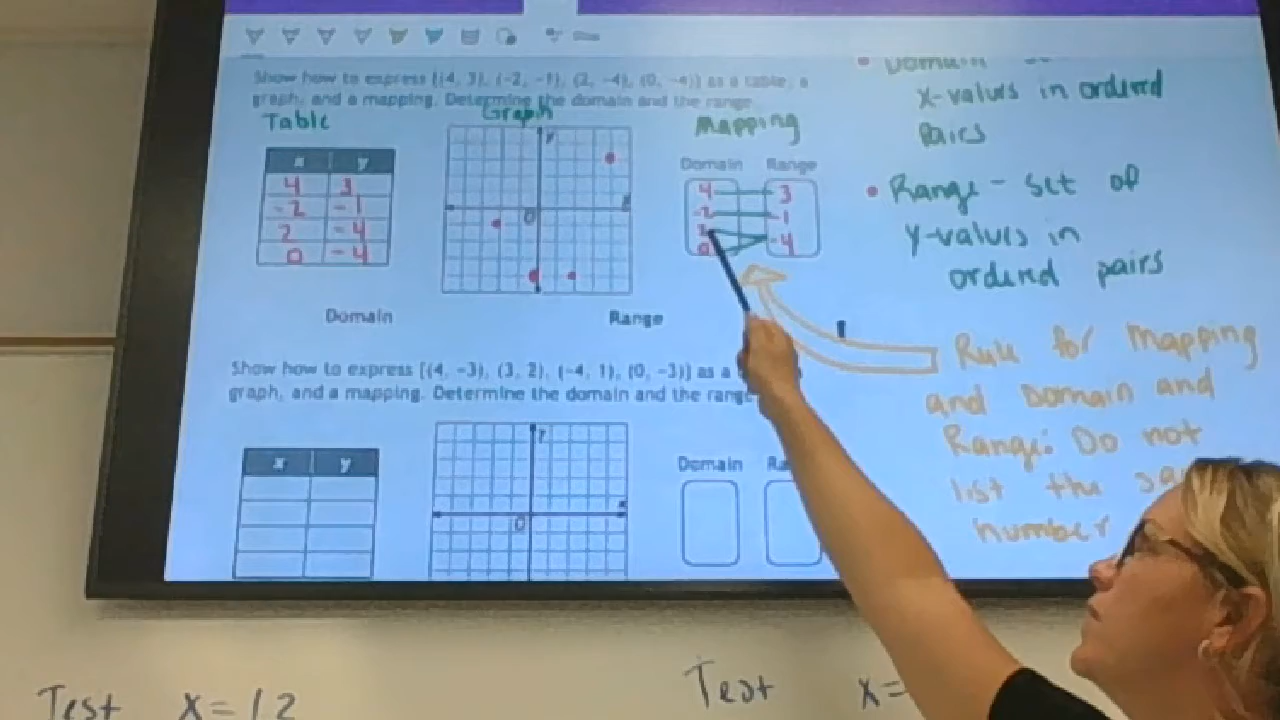 Show how to express {(4, 3), (-2, -1), (2, -4), (0, -4)} as a table, a
graph, and a mapping. Determine the domain and the range.
Table
Graph
Mapping
x y
4 3
-2 -1
2 -4
0 -4
y
x
0
Domain Range
4 3
-2 -1
2 -4
0
Domain
Range
x-values in ordered
pairs
• Range - set of
y-values in
ordered pairs
Rule for Mapping
and Domain and
Range: Do not
list the
number
Show how to express [(4, -3), (3, 2), (-4, 1), (0, -3)] as a
graph, and a mapping. Determine the domain and the range
x y
y
x
0
Domain
Test x=12
Test x=